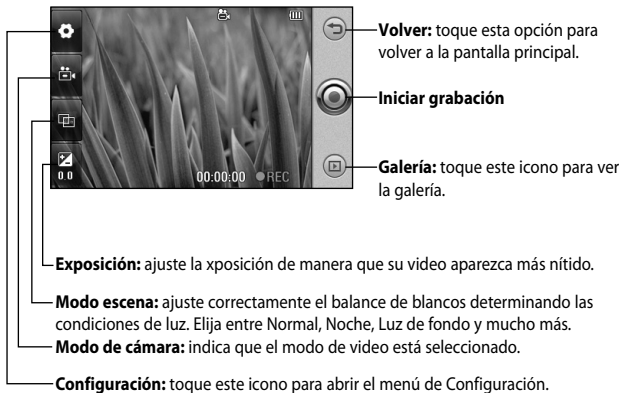 Volver: toque esta opción para
volver a la pantalla principal.
Iniciar grabación
Galería: toque este icono para ver
la galería.
0.0
00:00:00 REC
Exposición: ajuste la xposición de manera que su video aparezca más nítido.
Modo escena: ajuste correctamente el balance de blancos determinando las
condiciones de luz. Elija entre Normal, Noche, Luz de fondo y mucho más.
Modo de cámara: indica que el modo de video está seleccionado.
Configuración: toque este icono para abrir el menú de Configuración.